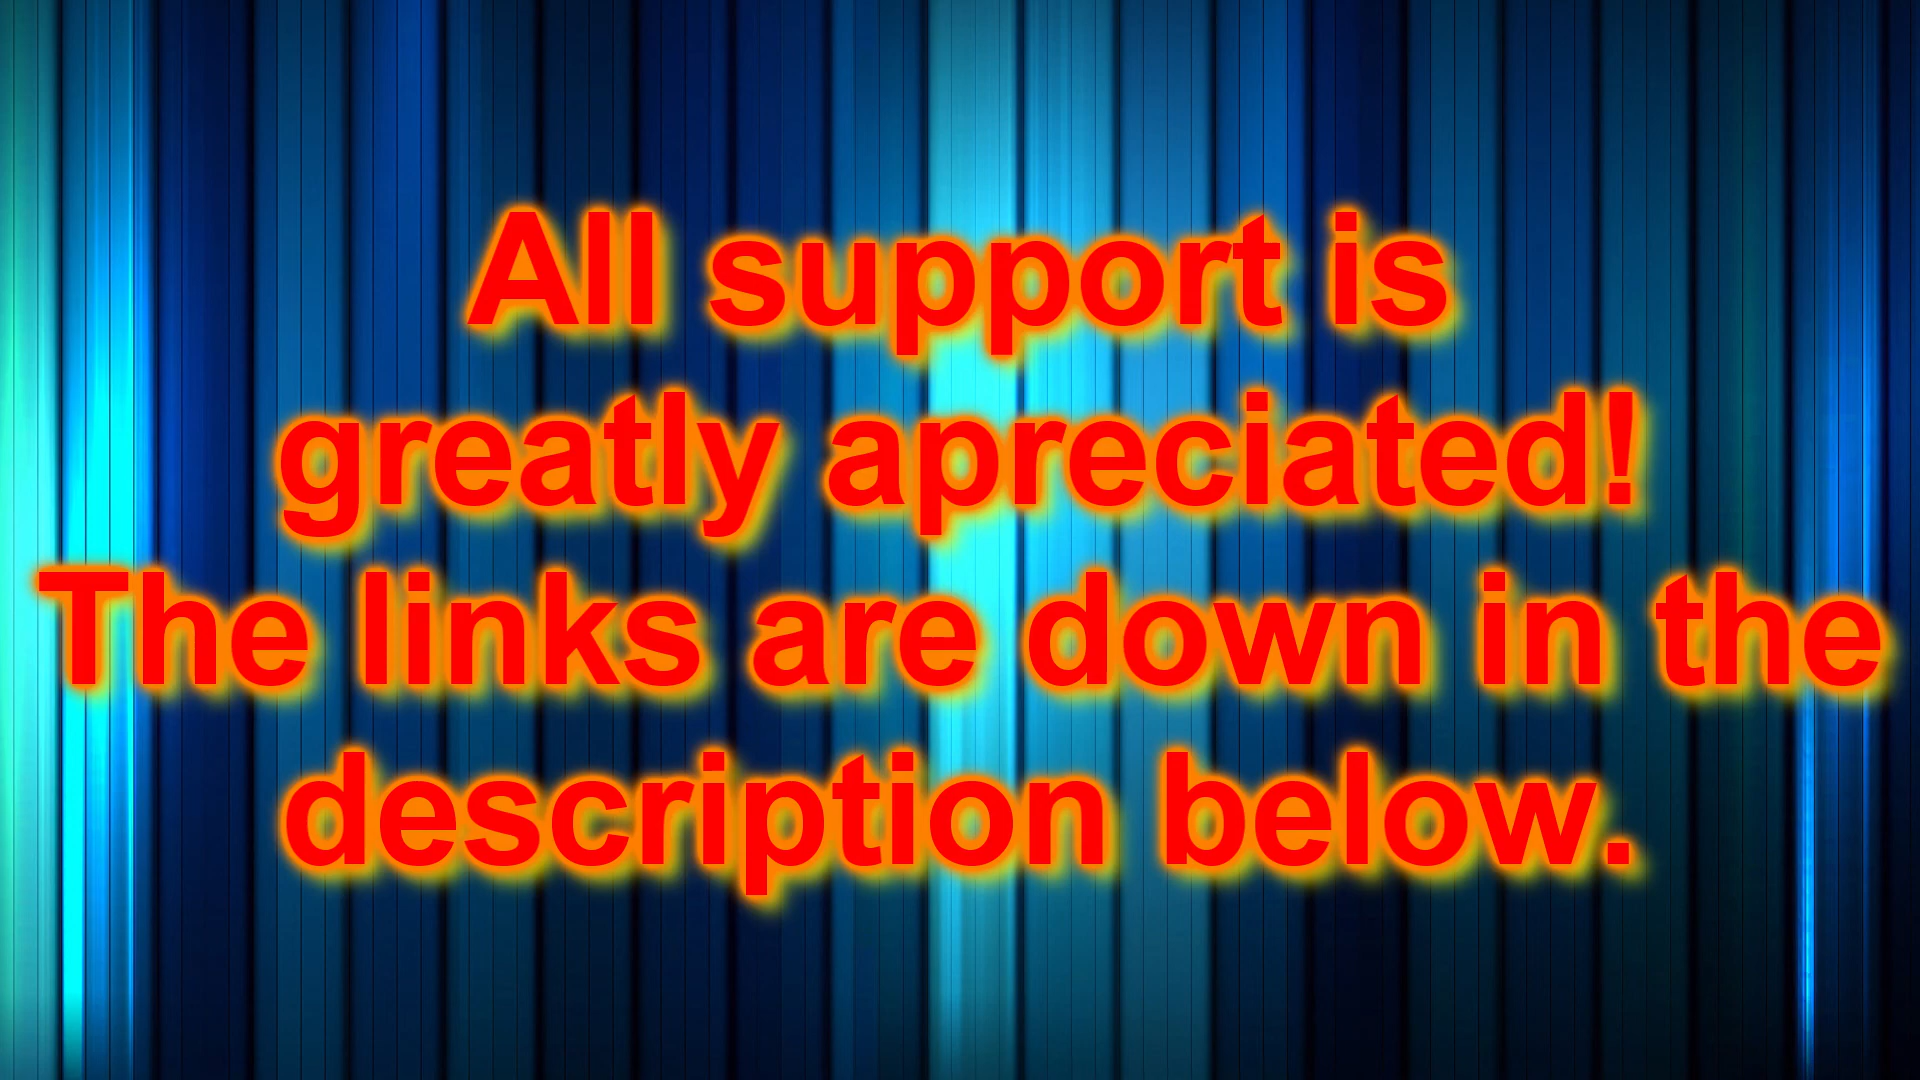 All support is
greatly apreciated!
The links are down in the
description below.